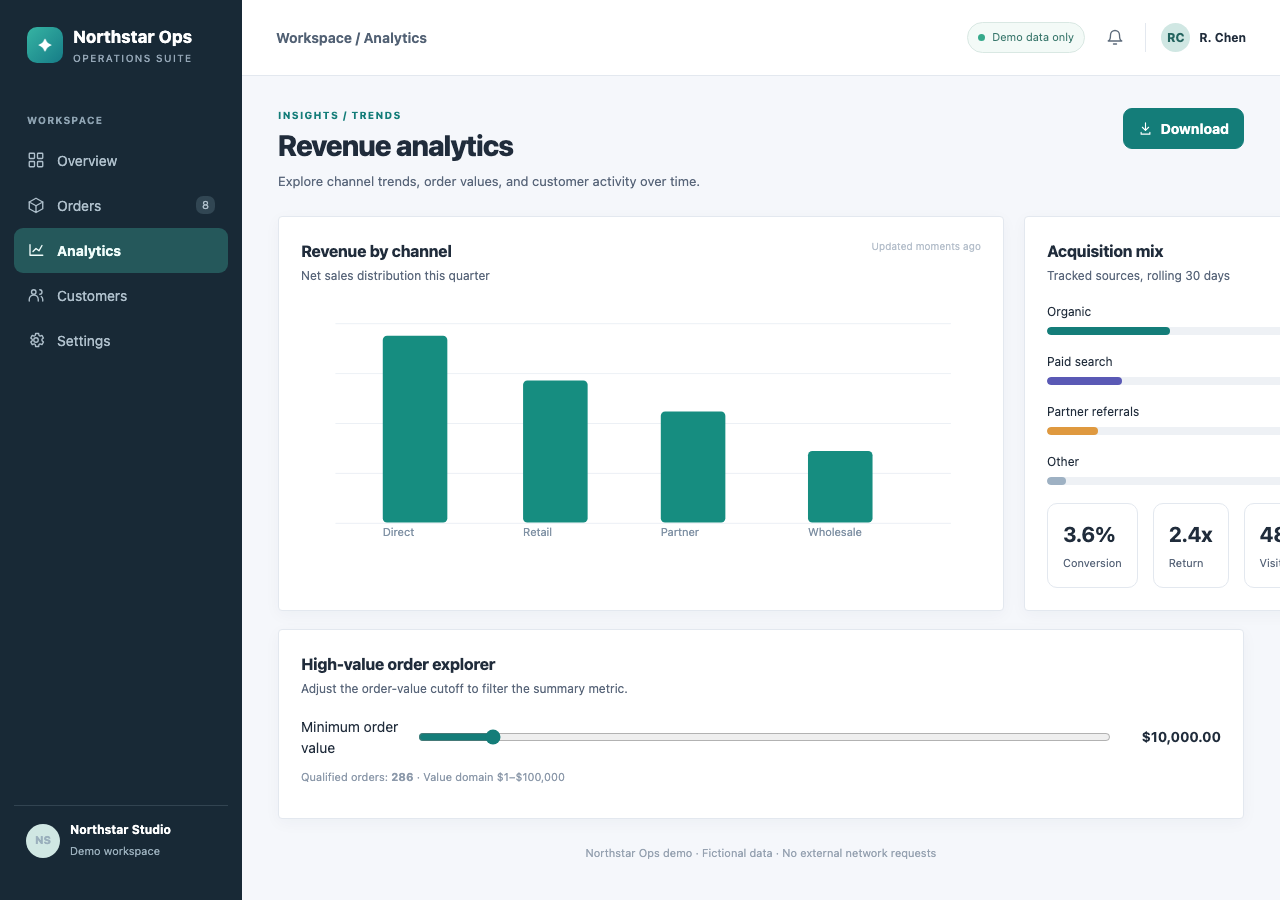 Northstar Ops
OPERATIONS SUITE
WORKSPACE
Overview
Orders
8
Analytics
Customers
Settings
NS
Northstar Studio
Demo workspace
Workspace / Analytics
Demo data only
RC
R. Chen
INSIGHTS / TRENDS
Revenue analytics
Explore channel trends, order values, and customer activity over time.
Download
Revenue by channel
Updated moments ago
Net sales distribution this quarter
Direct
Retail
Partner
Wholesale
Acquisition mix
Tracked sources, rolling 30 days
Organic
Paid search
Partner referrals
Other
3.6%
Conversion
2.4x
Return
High-value order explorer
Adjust the order-value cutoff to filter the summary metric.
Minimum order
value
$10,000.00
Qualified orders: 286 · Value domain $1–$100,000
Northstar Ops demo · Fictional data · No external network requests